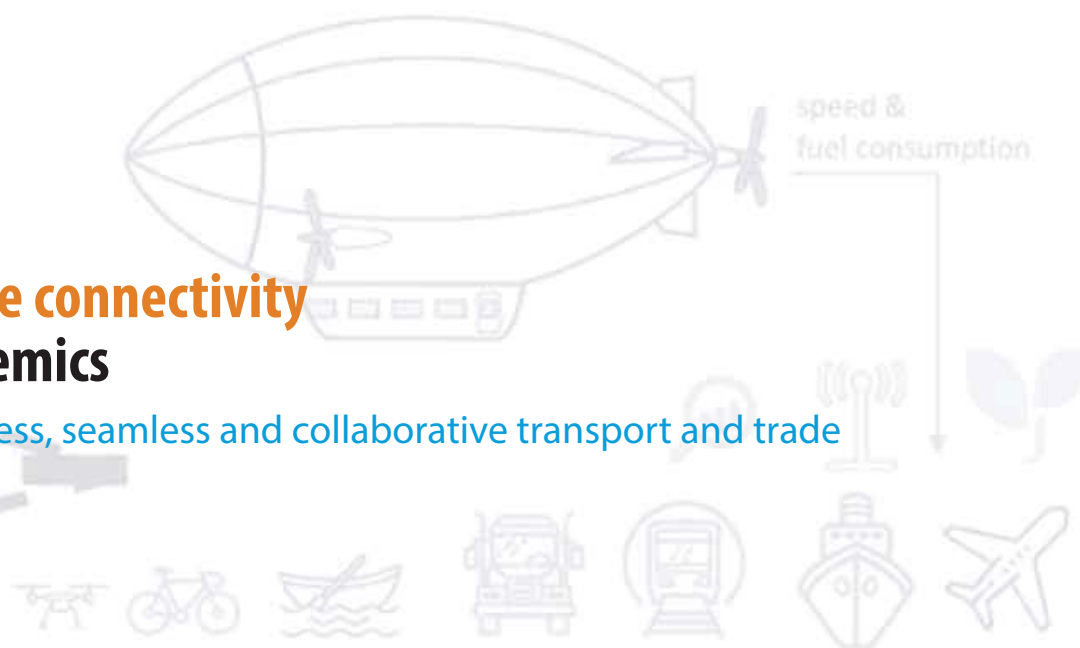 speed &
fuel consumption
e connectivity
emics
ess, seamless and collaborative transport and trade